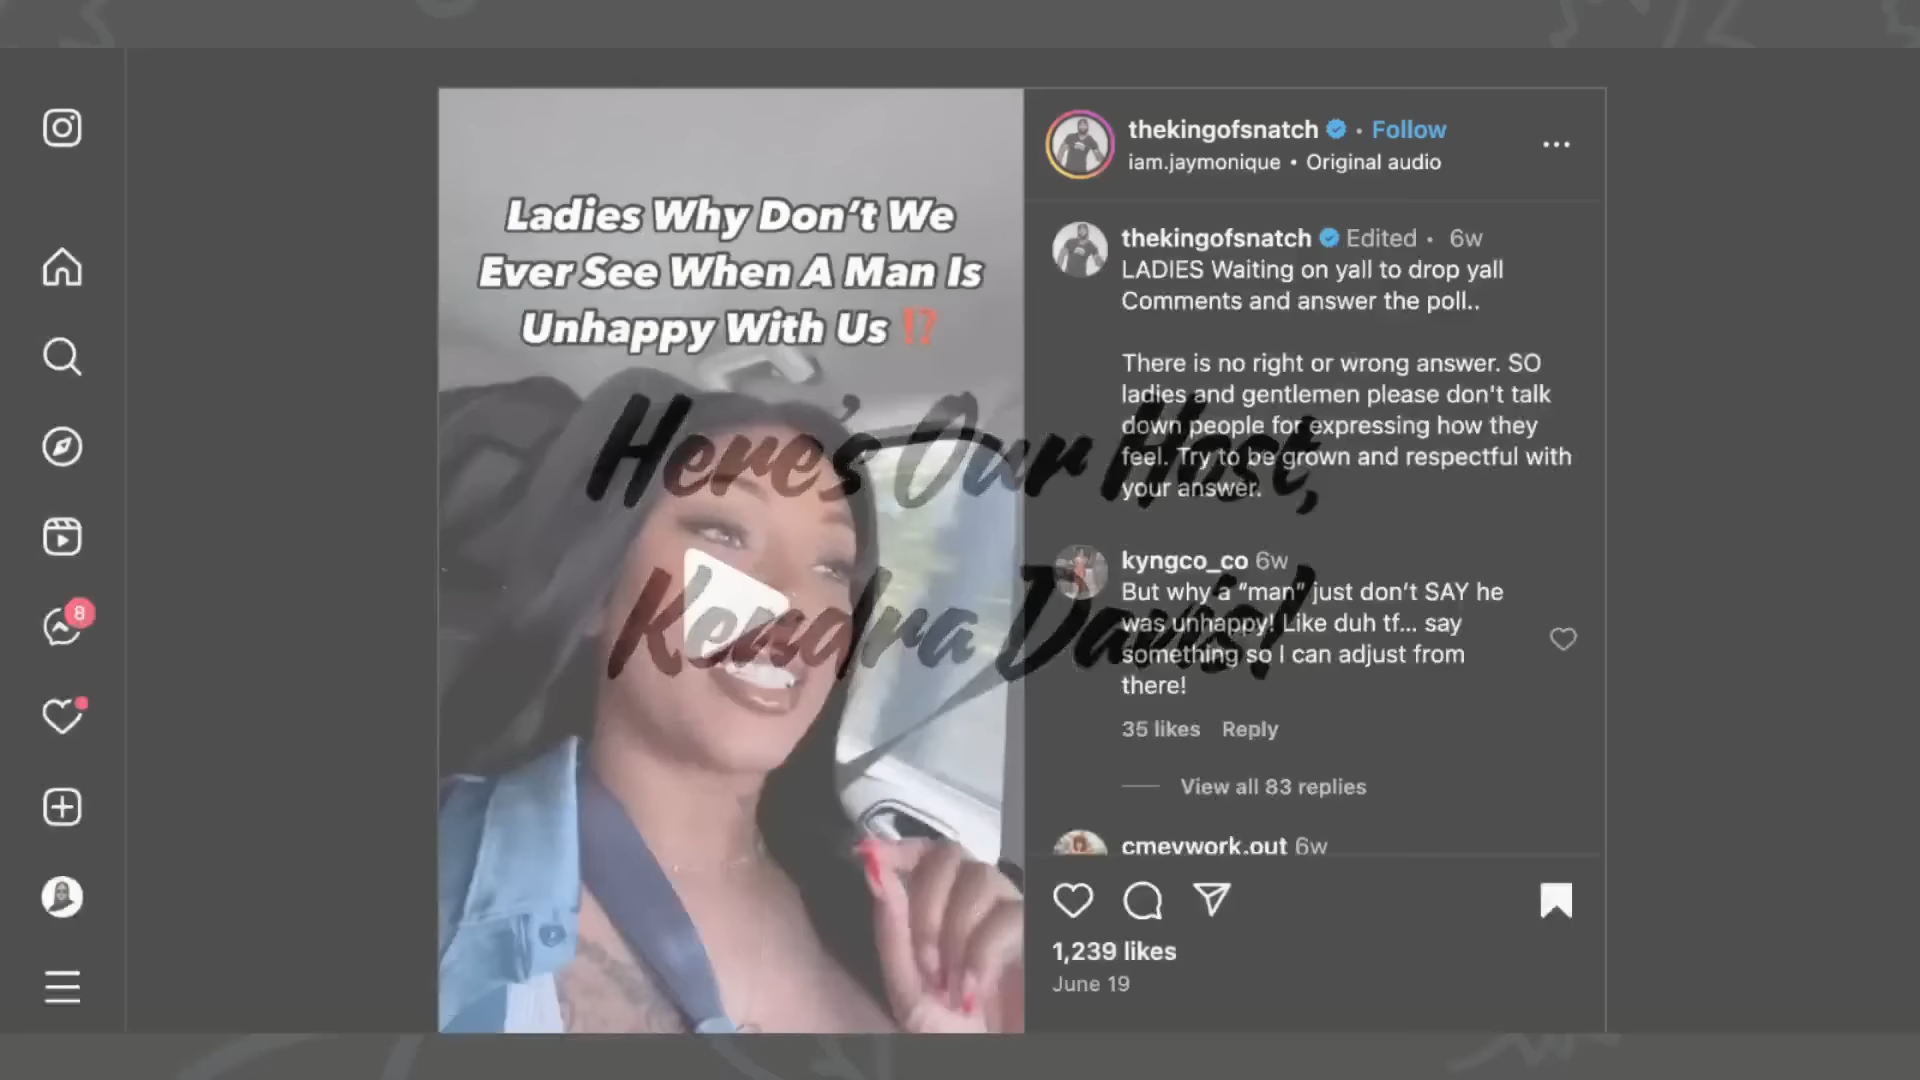 Ladies Why Don't We
Ever See When A Man Is
Unhappy With Us ⁉
Here's Our Host,
Kendra Davis!
8
thekingofsnatch • Follow
iam.jaymonique • Original audio
thekingofsnatch Edited • 6w
LADIES Waiting on yall to drop yall
Comments and answer the poll..
There is no right or wrong answer. SO
ladies and gentlemen please don't talk
down people for expressing how they
feel. Try to be grown and respectful with
your answer.
kyngco_co 6w
But why a “man” just don’t SAY he
was unhappy! Like duh tf... say
something so I can adjust from
there!
35 likes Reply
View all 83 replies
cmevwork.out 6w
1,239 likes
June 19